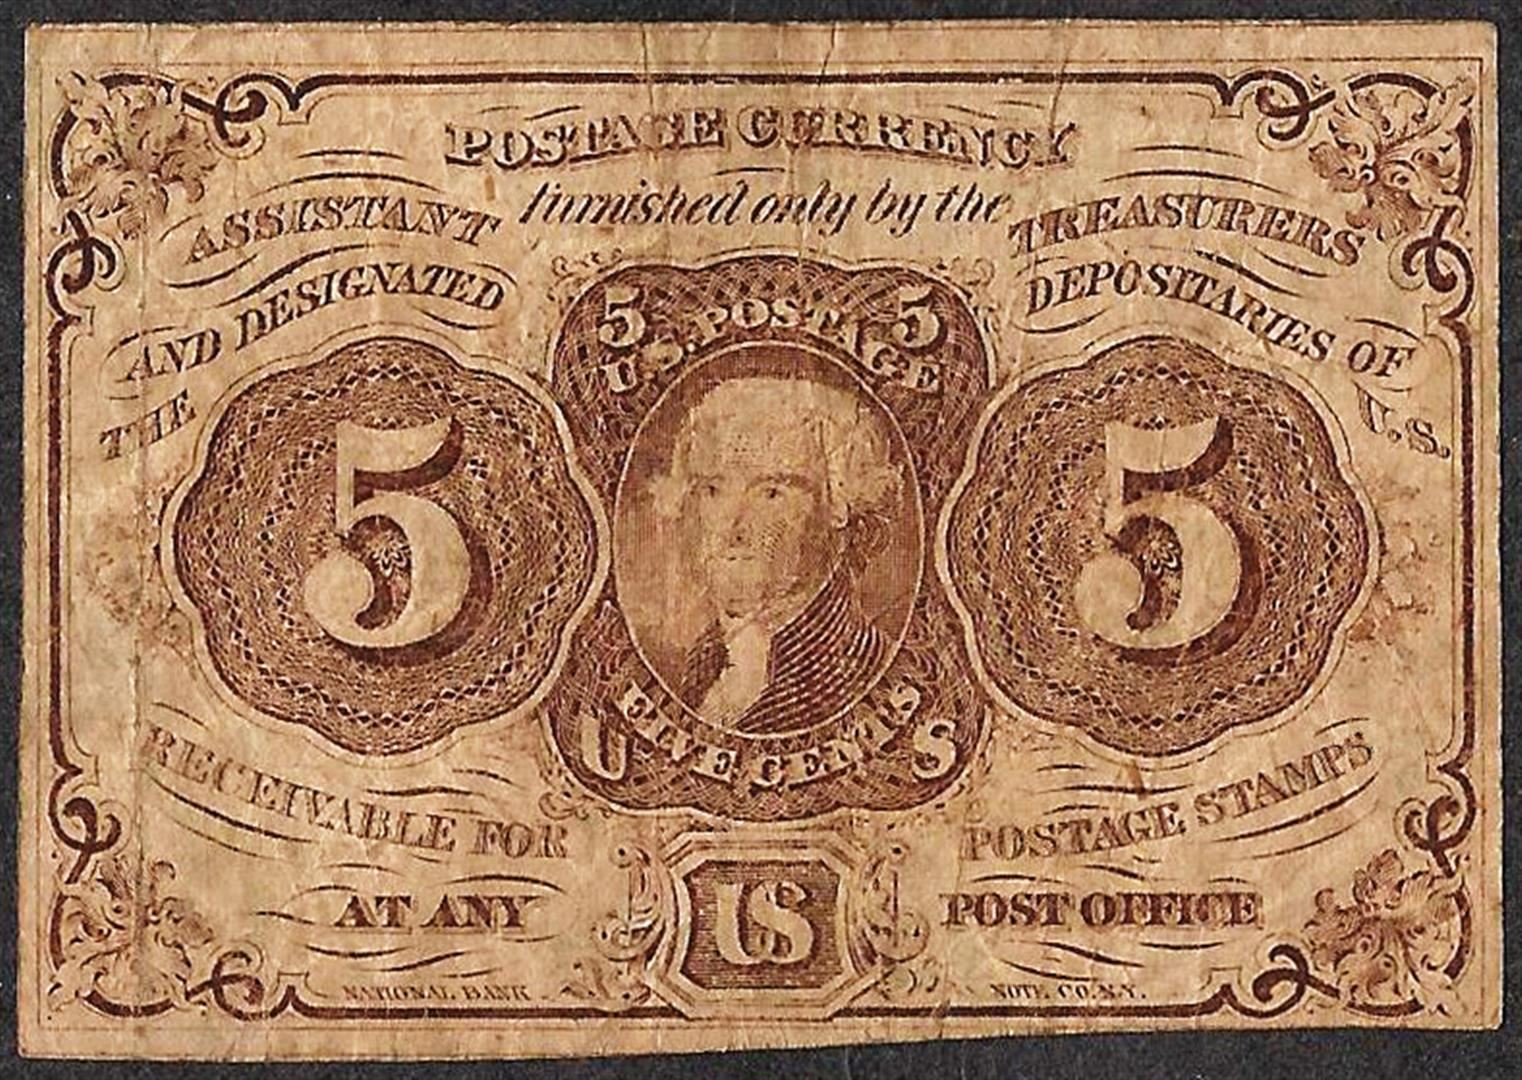 POSTAGE CURRENCY
furnished only by the
ASSISTANT TREASURERS
AND DESIGNATED DEPOSITARIES OF
THE U.S.
5 5
U.S. POSTAGE
5 5
FIVE CENTS
U S
RECEIVABLE FOR POSTAGE STAMPS
AT ANY US POST OFFICE
NATIONAL BANK NOTE CO. N.Y.